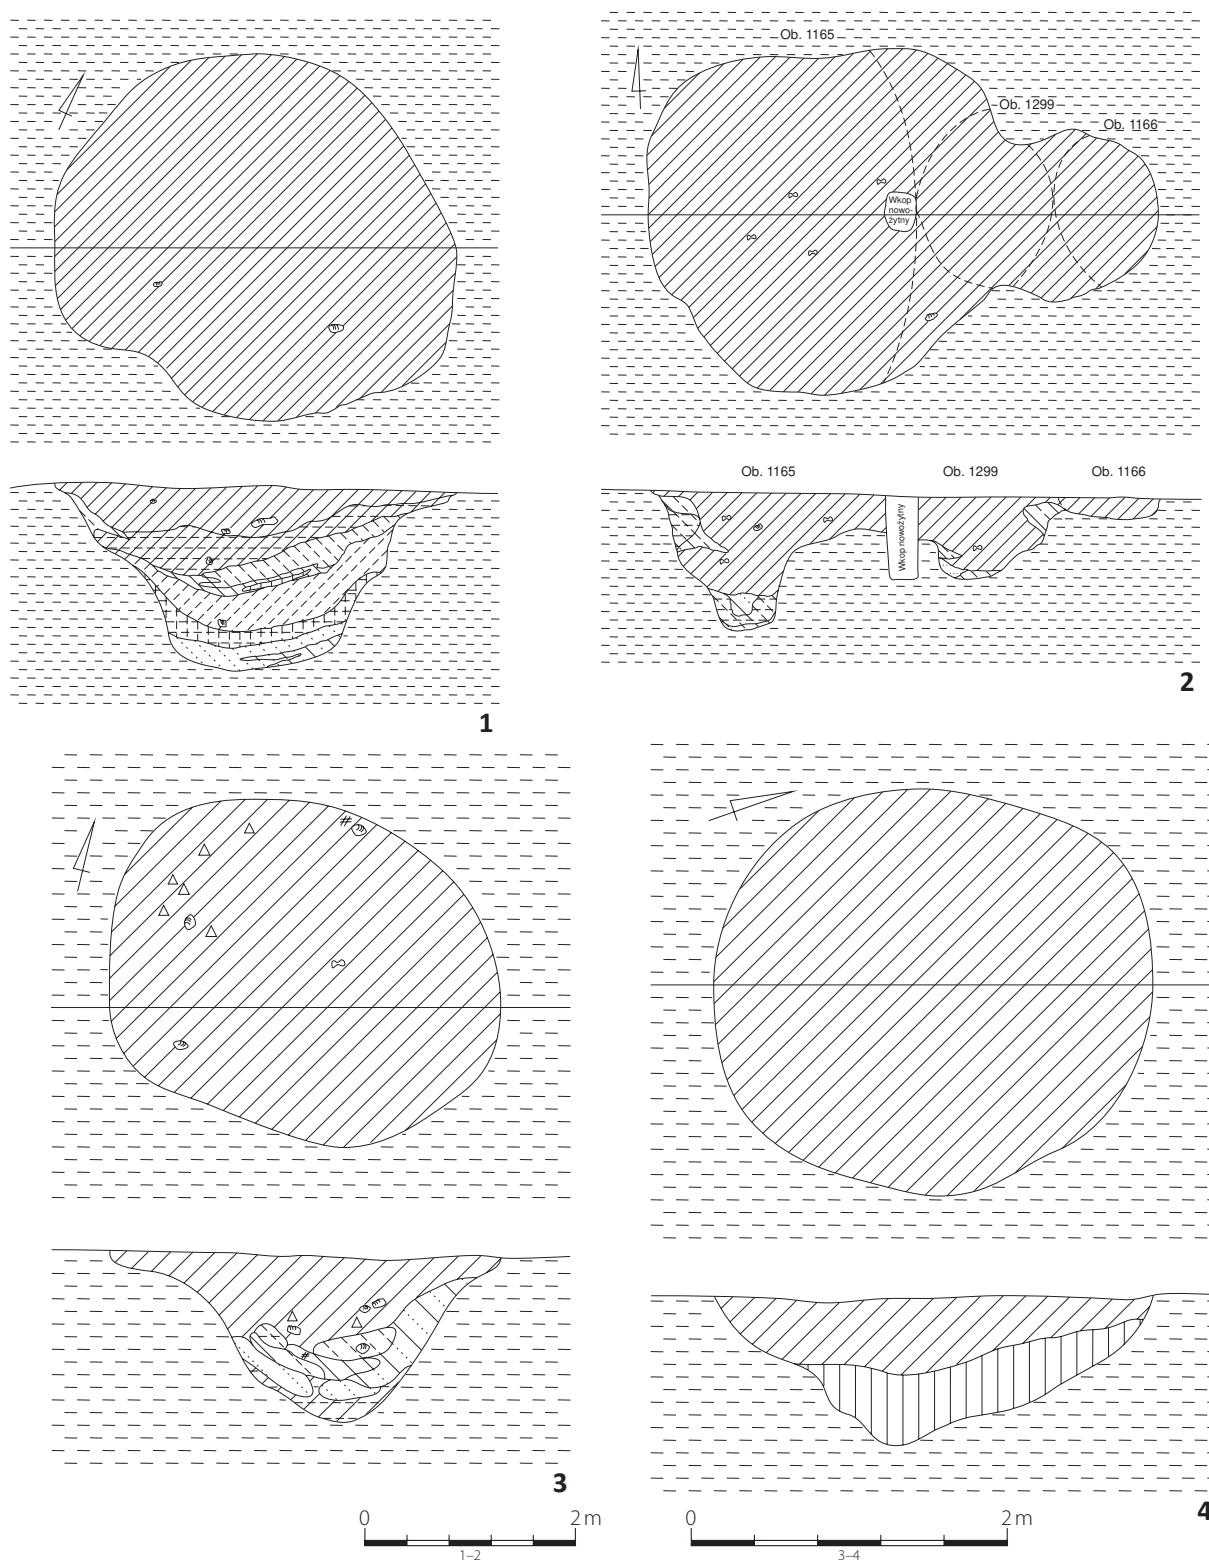 Ob. 1165
Ob. 1299
Ob. 1166
Wkop
nowo-
żytny
Ob. 1165
Ob. 1299
Ob. 1166
Wkop nowożytny
1
2
3
4
0
2 m
1–2
0
2 m
3–4